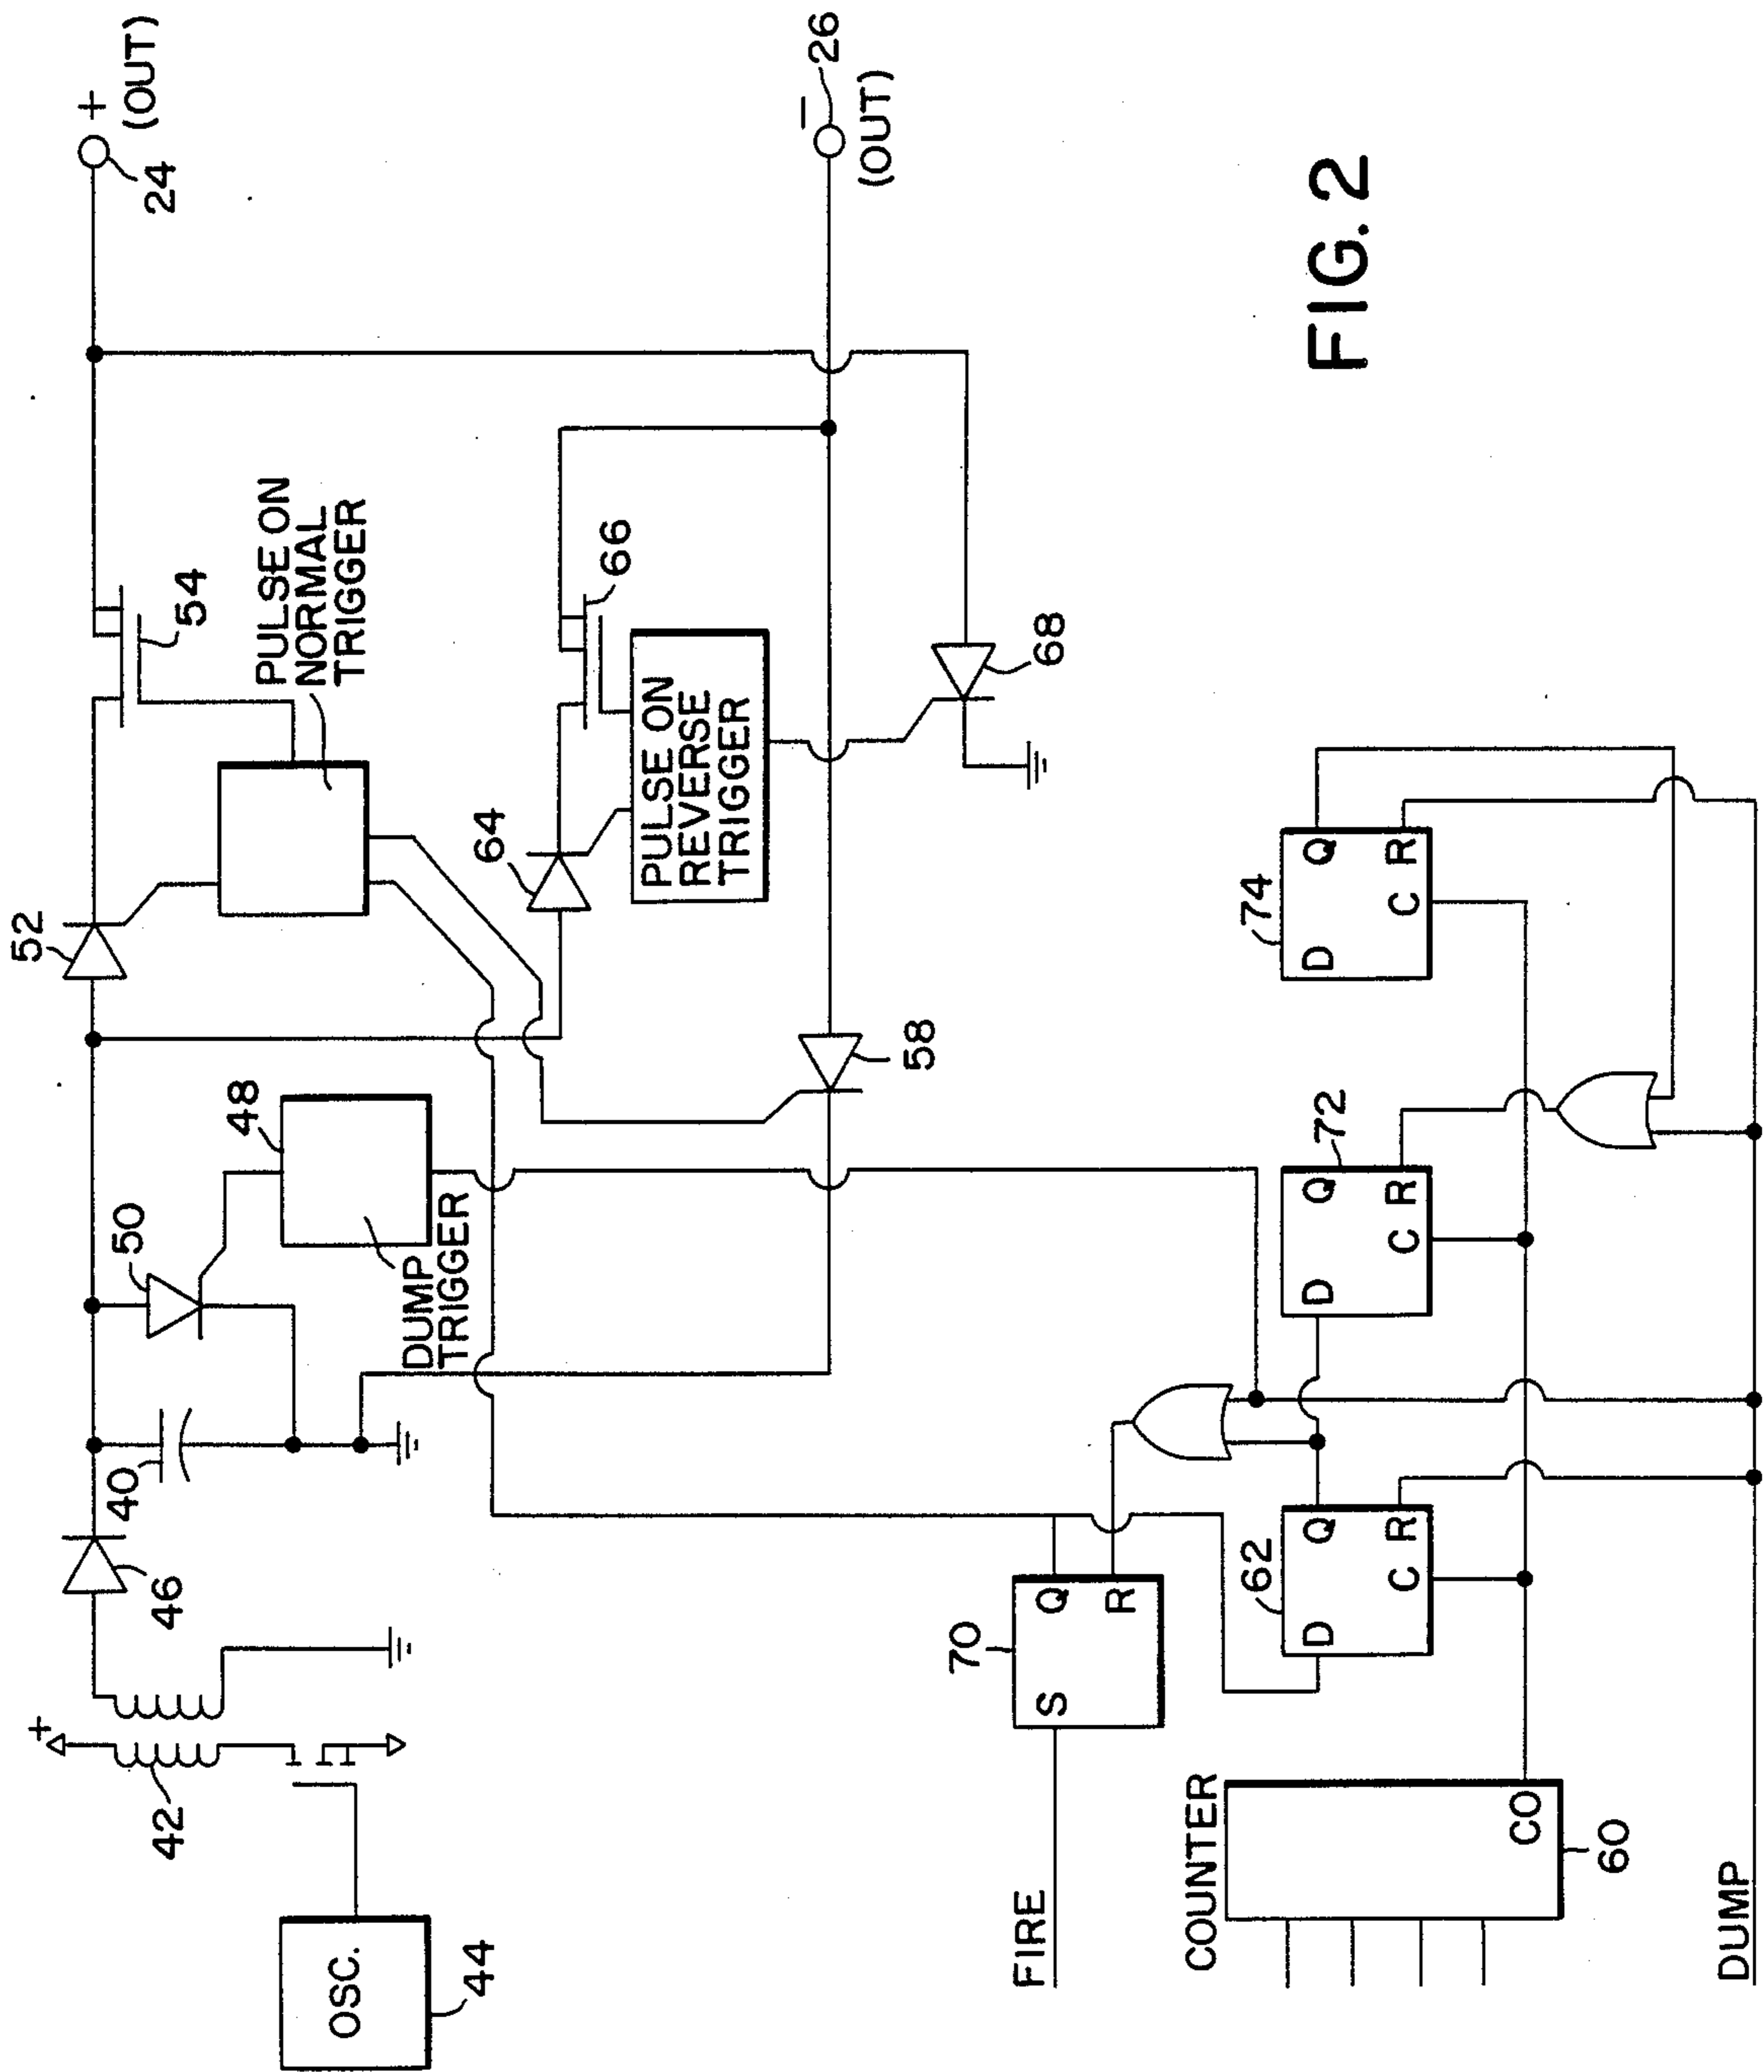 +
(OUT)
24
52
54
PULSE ON
NORMAL
TRIGGER
50
48
DUMP
TRIGGER
40
46
+
42
OSC.
44
64
66
PULSE ON
REVERSE
TRIGGER
−
26
(OUT)
58
68
FIRE
70
S
Q
R
COUNTER
CO
60
62
D
Q
C
R
72
D
Q
C
R
74
D
Q
C
R
DUMP
FIG. 2